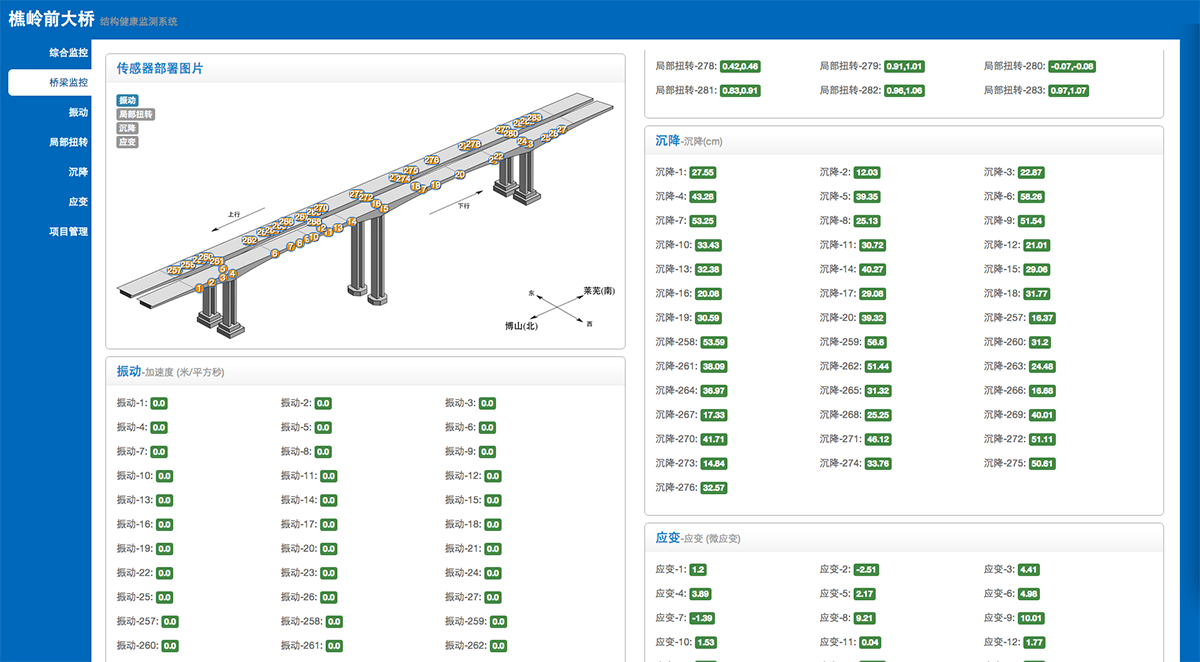 樵岭前大桥 结构健康监测系统
综合监控
桥梁监控
振动
局部扭转
沉降
应变
项目管理
传感器部署图片
振动
局部扭转
沉降
应变
上行
下行
东
莱芜(南)
博山(北)
西
振动-加速度 (米/平方秒)
振动-1: 0.0 振动-2: 0.0 振动-3: 0.0
振动-4: 0.0 振动-5: 0.0 振动-6: 0.0
振动-7: 0.0 振动-8: 0.0 振动-9: 0.0
振动-10: 0.0 振动-11: 0.0 振动-12: 0.0
振动-13: 0.0 振动-14: 0.0 振动-15: 0.0
振动-16: 0.0 振动-17: 0.0 振动-18: 0.0
振动-19: 0.0 振动-20: 0.0 振动-21: 0.0
振动-22: 0.0 振动-23: 0.0 振动-24: 0.0
振动-25: 0.0 振动-26: 0.0 振动-27: 0.0
振动-257: 0.0 振动-258: 0.0 振动-259: 0.0
振动-260: 0.0 振动-261: 0.0 振动-262: 0.0
局部扭转-278: 0.42,0.46 局部扭转-279: 0.91,1.01 局部扭转-280: -0.07,-0.08
局部扭转-281: 0.83,0.91 局部扭转-282: 0.96,1.06 局部扭转-283: 0.97,1.07
沉降-沉降(cm)
沉降-1: 27.55 沉降-2: 12.03 沉降-3: 22.87
沉降-4: 43.28 沉降-5: 39.35 沉降-6: 58.26
沉降-7: 53.25 沉降-8: 25.13 沉降-9: 51.54
沉降-10: 33.43 沉降-11: 30.72 沉降-12: 21.01
沉降-13: 32.38 沉降-14: 40.27 沉降-15: 29.06
沉降-16: 20.08 沉降-17: 29.08 沉降-18: 31.77
沉降-19: 30.59 沉降-20: 39.32 沉降-257: 16.37
沉降-258: 53.59 沉降-259: 56.6 沉降-260: 31.2
沉降-261: 38.09 沉降-262: 51.44 沉降-263: 24.48
沉降-264: 36.97 沉降-265: 31.32 沉降-266: 16.68
沉降-267: 17.33 沉降-268: 25.25 沉降-269: 40.01
沉降-270: 41.71 沉降-271: 46.12 沉降-272: 51.11
沉降-273: 14.84 沉降-274: 33.76 沉降-275: 50.61
沉降-276: 32.57
应变-应变 (微应变)
应变-1: 1.2 应变-2: -2.51 应变-3: 4.41
应变-4: 3.89 应变-5: 2.17 应变-6: 4.98
应变-7: -1.39 应变-8: 9.21 应变-9: 10.01
应变-10: 1.53 应变-11: 0.04 应变-12: 1.77